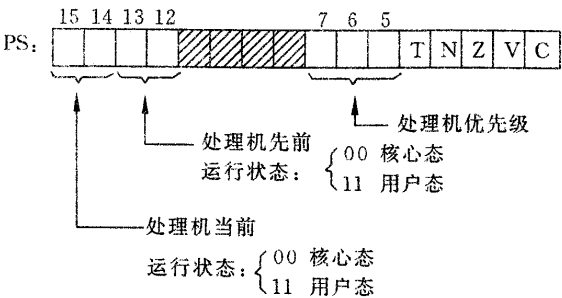 15 14 13 12 7 6 5
PS: T N Z V C
处理机优先级
处理机先前
运行状态: 00 核心态
11 用户态
处理机当前
运行状态: 00 核心态
11 用户态